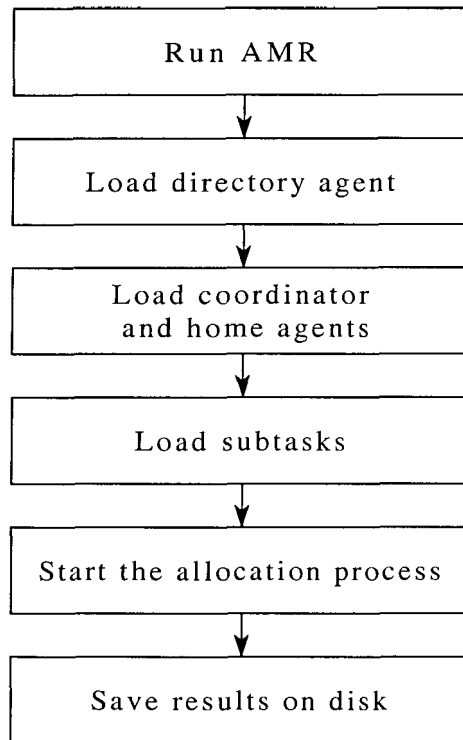 Run AMR
Load directory agent
Load coordinator
and home agents
Load subtasks
Start the allocation process
Save results on disk